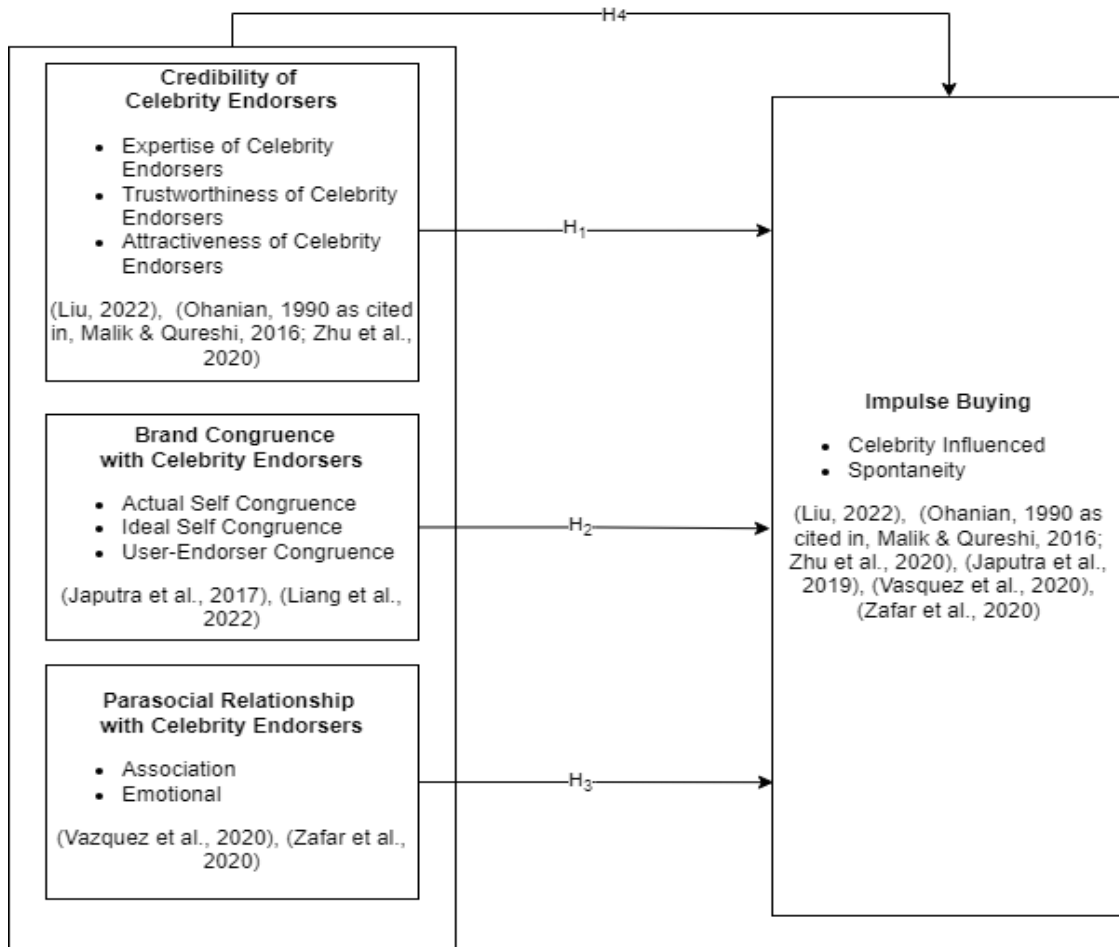 H4
Credibility of
Celebrity Endorsers
• Expertise of Celebrity
Endorsers
• Trustworthiness of Celebrity
Endorsers
• Attractiveness of Celebrity
Endorsers
(Liu, 2022), (Ohanian, 1990 as cited
in, Malik & Qureshi, 2016; Zhu et al.,
2020)
H1
Brand Congruence
with Celebrity Endorsers
• Actual Self Congruence
• Ideal Self Congruence
• User-Endorser Congruence
(Japutra et al., 2017), (Liang et al.,
2022)
H2
Parasocial Relationship
with Celebrity Endorsers
• Association
• Emotional
(Vazquez et al., 2020), (Zafar et al.,
2020)
H3
Impulse Buying
• Celebrity Influenced
• Spontaneity
(Liu, 2022), (Ohanian, 1990 as
cited in, Malik & Qureshi, 2016;
Zhu et al., 2020), (Japutra et al.,
2019), (Vasquez et al., 2020),
(Zafar et al., 2020)